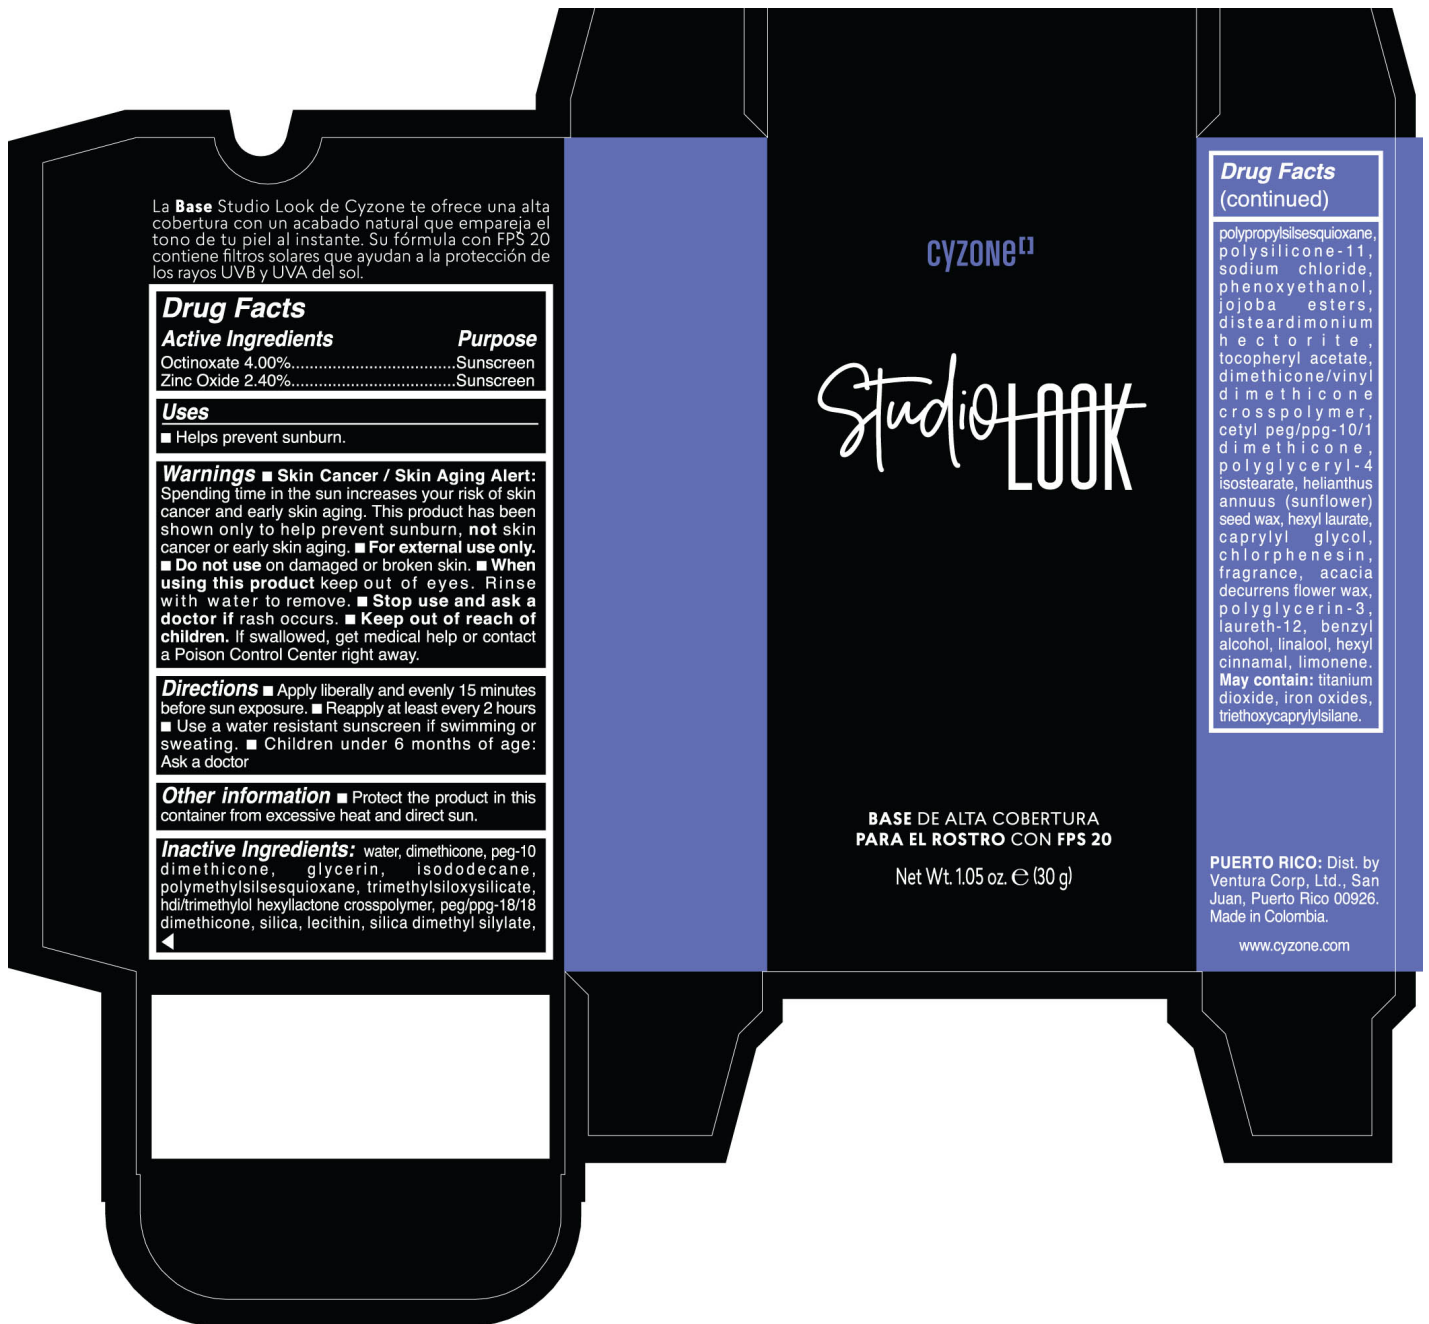 La Base Studio Look de Cyzone te ofrece una alta
cobertura con un acabado natural que empareja el
tono de tu piel al instante. Su fórmula con FPS 20
contiene filtros solares que ayudan a la protección de
los rayos UVB y UVA del sol.
Drug Facts
Active Ingredients Purpose
Octinoxate 4.00%....................................Sunscreen
Zinc Oxide 2.40%....................................Sunscreen
Uses
■ Helps prevent sunburn.
Warnings ■ Skin Cancer / Skin Aging Alert:
Spending time in the sun increases your risk of skin
cancer and early skin aging. This product has been
shown only to help prevent sunburn, not skin
cancer or early skin aging. ■ For external use only.
■ Do not use on damaged or broken skin. ■ When
using this product keep out of eyes. Rinse
with water to remove. ■ Stop use and ask a
doctor if rash occurs. ■ Keep out of reach of
children. If swallowed, get medical help or contact
a Poison Control Center right away.
Directions ■ Apply liberally and evenly 15 minutes
before sun exposure. ■ Reapply at least every 2 hours
■ Use a water resistant sunscreen if swimming or
sweating. ■ Children under 6 months of age:
Ask a doctor
Other information ■ Protect the product in this
container from excessive heat and direct sun.
Inactive Ingredients: water, dimethicone, peg-10
dimethicone, glycerin, isododecane,
polymethylsilsesquioxane, trimethylsiloxysilicate,
hdi/trimethylol hexyllactone crosspolymer, peg/ppg-18/18
dimethicone, silica, lecithin, silica dimethyl silylate,
cyzone[]
Studio LOOK
BASE DE ALTA COBERTURA
PARA EL ROSTRO CON FPS 20
Net Wt. 1.05 oz. ℮ (30 g)
Drug Facts
(continued)
polypropylsilsesquioxane,
polysilicone-11,
sodium chloride,
phenoxyethanol,
jojoba esters,
disteardimonium
hectorite,
tocopheryl acetate,
dimethicone/vinyl
dimethicone
crosspolymer,
cetyl peg/ppg-10/1
dimethicone,
polyglyceryl-4
isostearate, helianthus
annuus (sunflower)
seed wax, hexyl laurate,
caprylyl glycol,
chlorphenesin,
fragrance, acacia
decurrens flower wax,
polyglycerin-3,
laureth-12, benzyl
alcohol, linalool, hexyl
cinnamal, limonene.
May contain: titanium
dioxide, iron oxides,
triethoxycaprylylsilane.
PUERTO RICO: Dist. by
Ventura Corp, Ltd., San
Juan, Puerto Rico 00926.
Made in Colombia.
www.cyzone.com